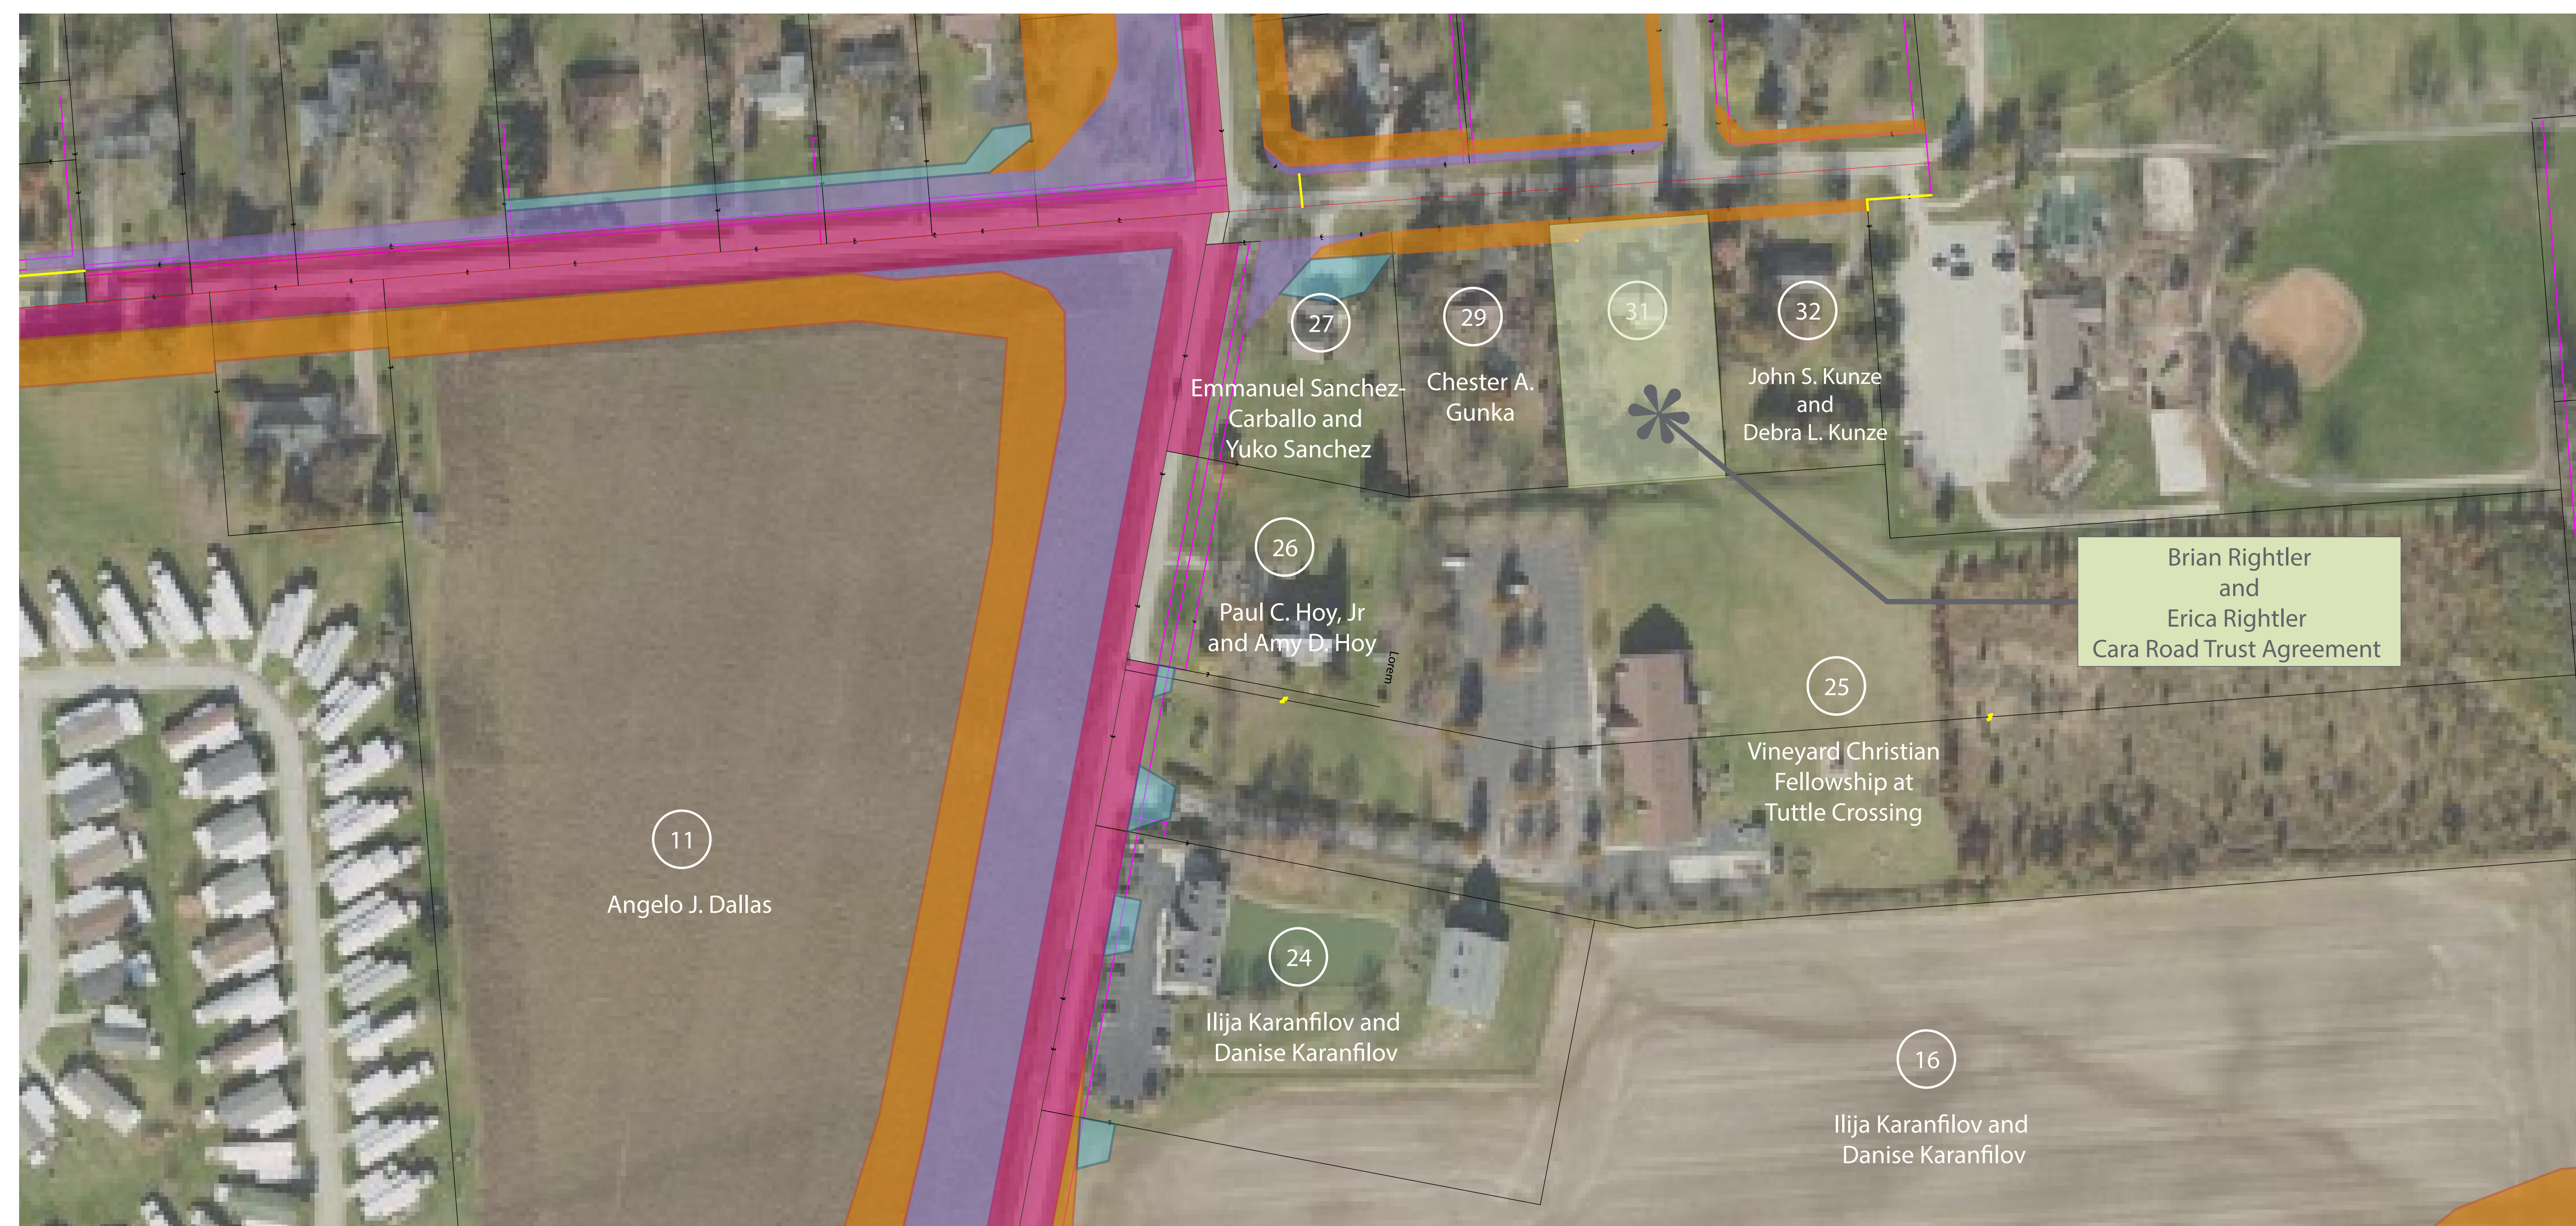 27
Emmanuel Sanchez-
Carballo and
Yuko Sanchez
29
Chester A.
Gunka
31
32
John S. Kunze
and
Debra L. Kunze
26
Paul C. Hoy, Jr
and Amy D. Hoy
Lorem
Brian Rightler
and
Erica Rightler
Cara Road Trust Agreement
25
Vineyard Christian
Fellowship at
Tuttle Crossing
11
Angelo J. Dallas
24
Ilija Karanfilov and
Danise Karanfilov
16
Ilija Karanfilov and
Danise Karanfilov